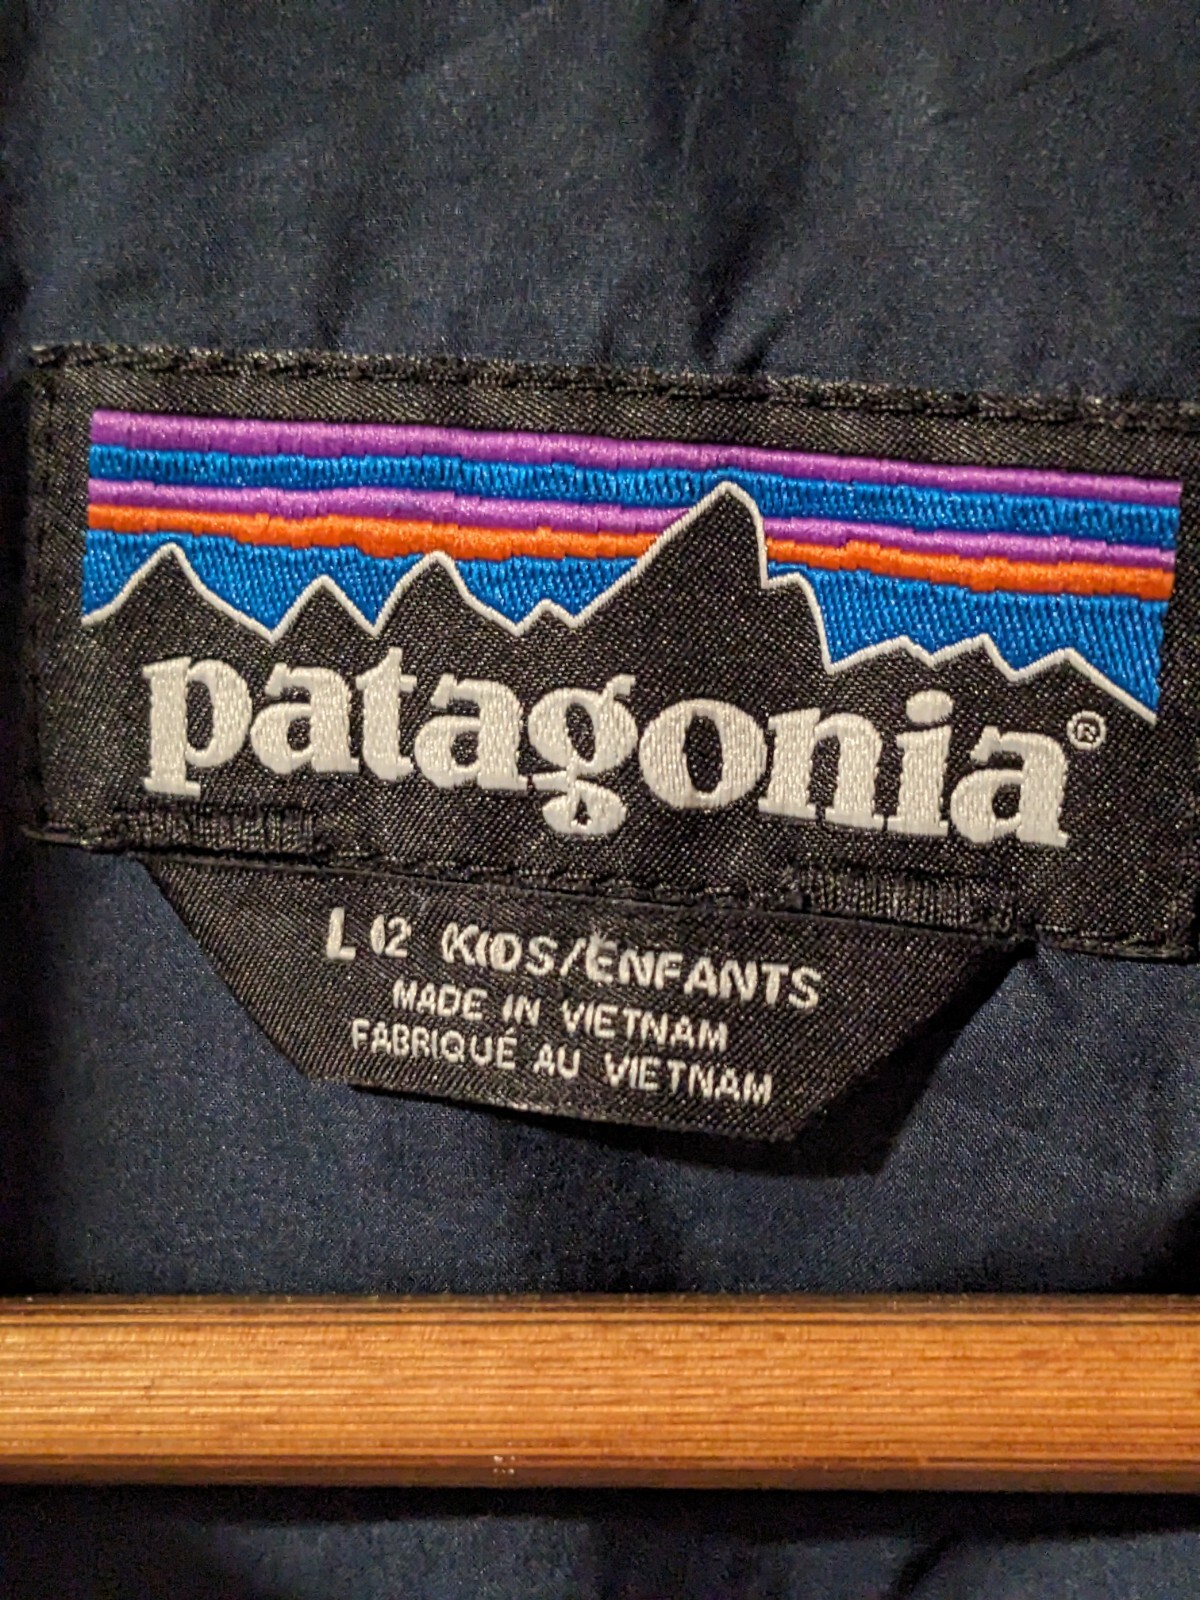 patagonia®
L 12 KIDS/ENFANTS
MADE IN VIETNAM
FABRIQUÉ AU VIETNAM